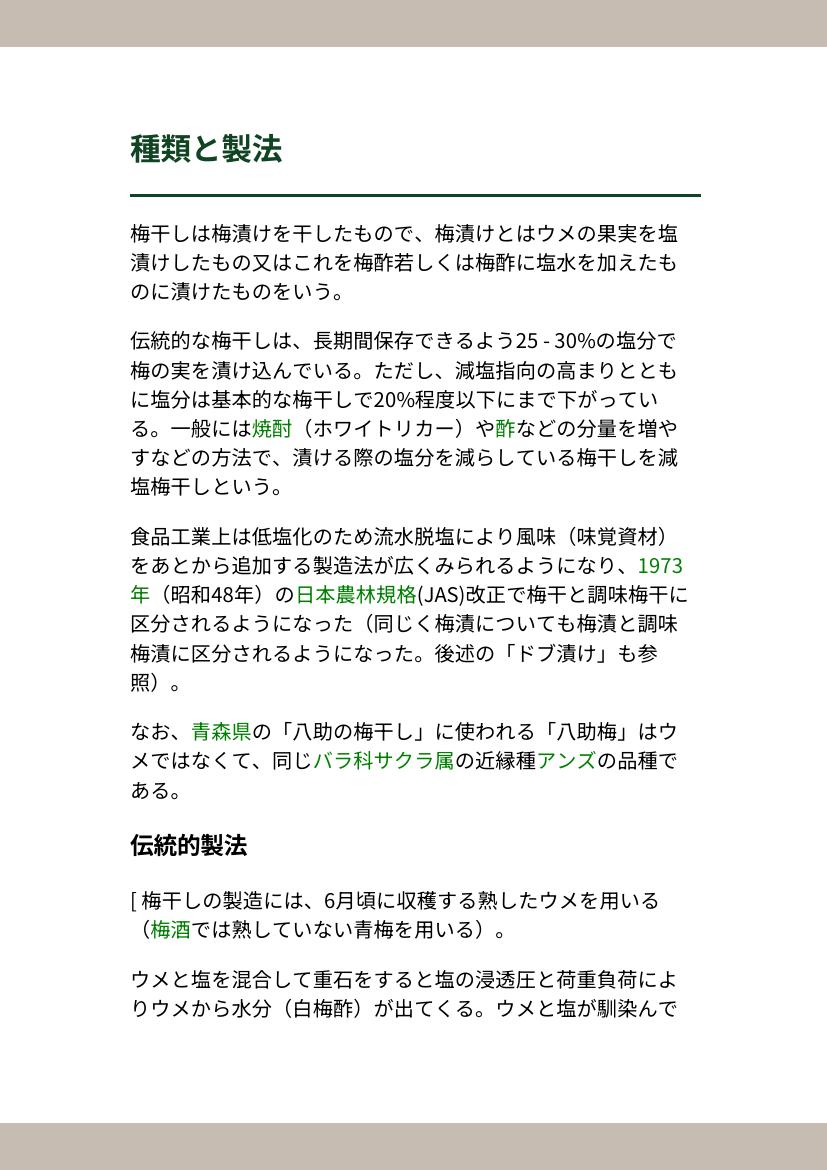 種類と製法
梅干しは梅漬けを干したもので、梅漬けとはウメの果実を塩
漬けしたもの又はこれを梅酢若しくは梅酢に塩水を加えたも
のに漬けたものをいう。
伝統的な梅干しは、長期間保存できるよう25 - 30%の塩分で
梅の実を漬け込んでいる。ただし、減塩指向の高まりととも
に塩分は基本的な梅干しで20%程度以下にまで下がってい
る。一般には焼酎（ホワイトリカー）や酢などの分量を増や
すなどの方法で、漬ける際の塩分を減らしている梅干しを減
塩梅干しという。
食品工業上は低塩化のため流水脱塩により風味（味覚資材）
をあとから追加する製造法が広くみられるようになり、1973
年（昭和48年）の日本農林規格(JAS)改正で梅干と調味梅干に
区分されるようになった（同じく梅漬についても梅漬と調味
梅漬に区分されるようになった。後述の「ドブ漬け」も参
照）。
なお、青森県の「八助の梅干し」に使われる「八助梅」はウ
メではなくて、同じバラ科サクラ属の近縁種アンズの品種で
ある。
伝統的製法
[ 梅干しの製造には、6月頃に収穫する熟したウメを用いる
（梅酒では熟していない青梅を用いる）。
ウメと塩を混合して重石をすると塩の浸透圧と荷重負荷によ
りウメから水分（白梅酢）が出てくる。ウメと塩が馴染んで